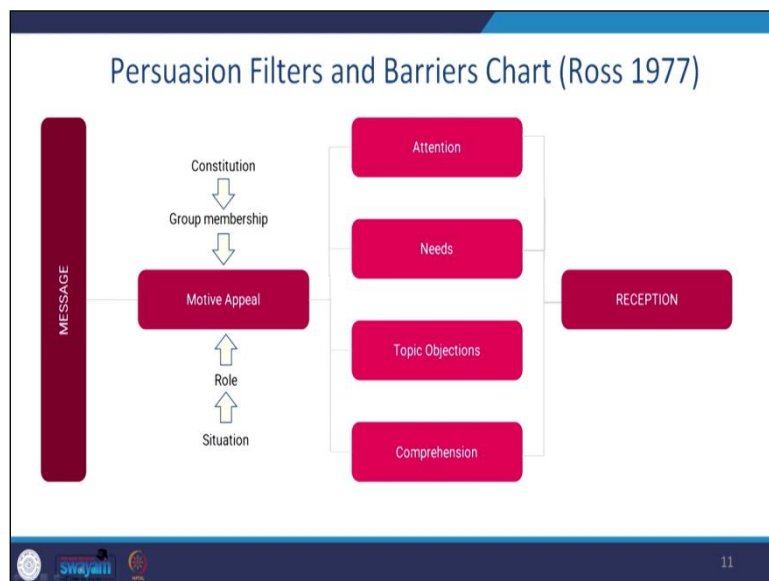 Persuasion Filters and Barriers Chart (Ross 1977)
MESSAGE
Constitution
Group membership
Motive Appeal
Role
Situation
Attention
Needs
Topic Objections
Comprehension
RECEPTION
swayam
11